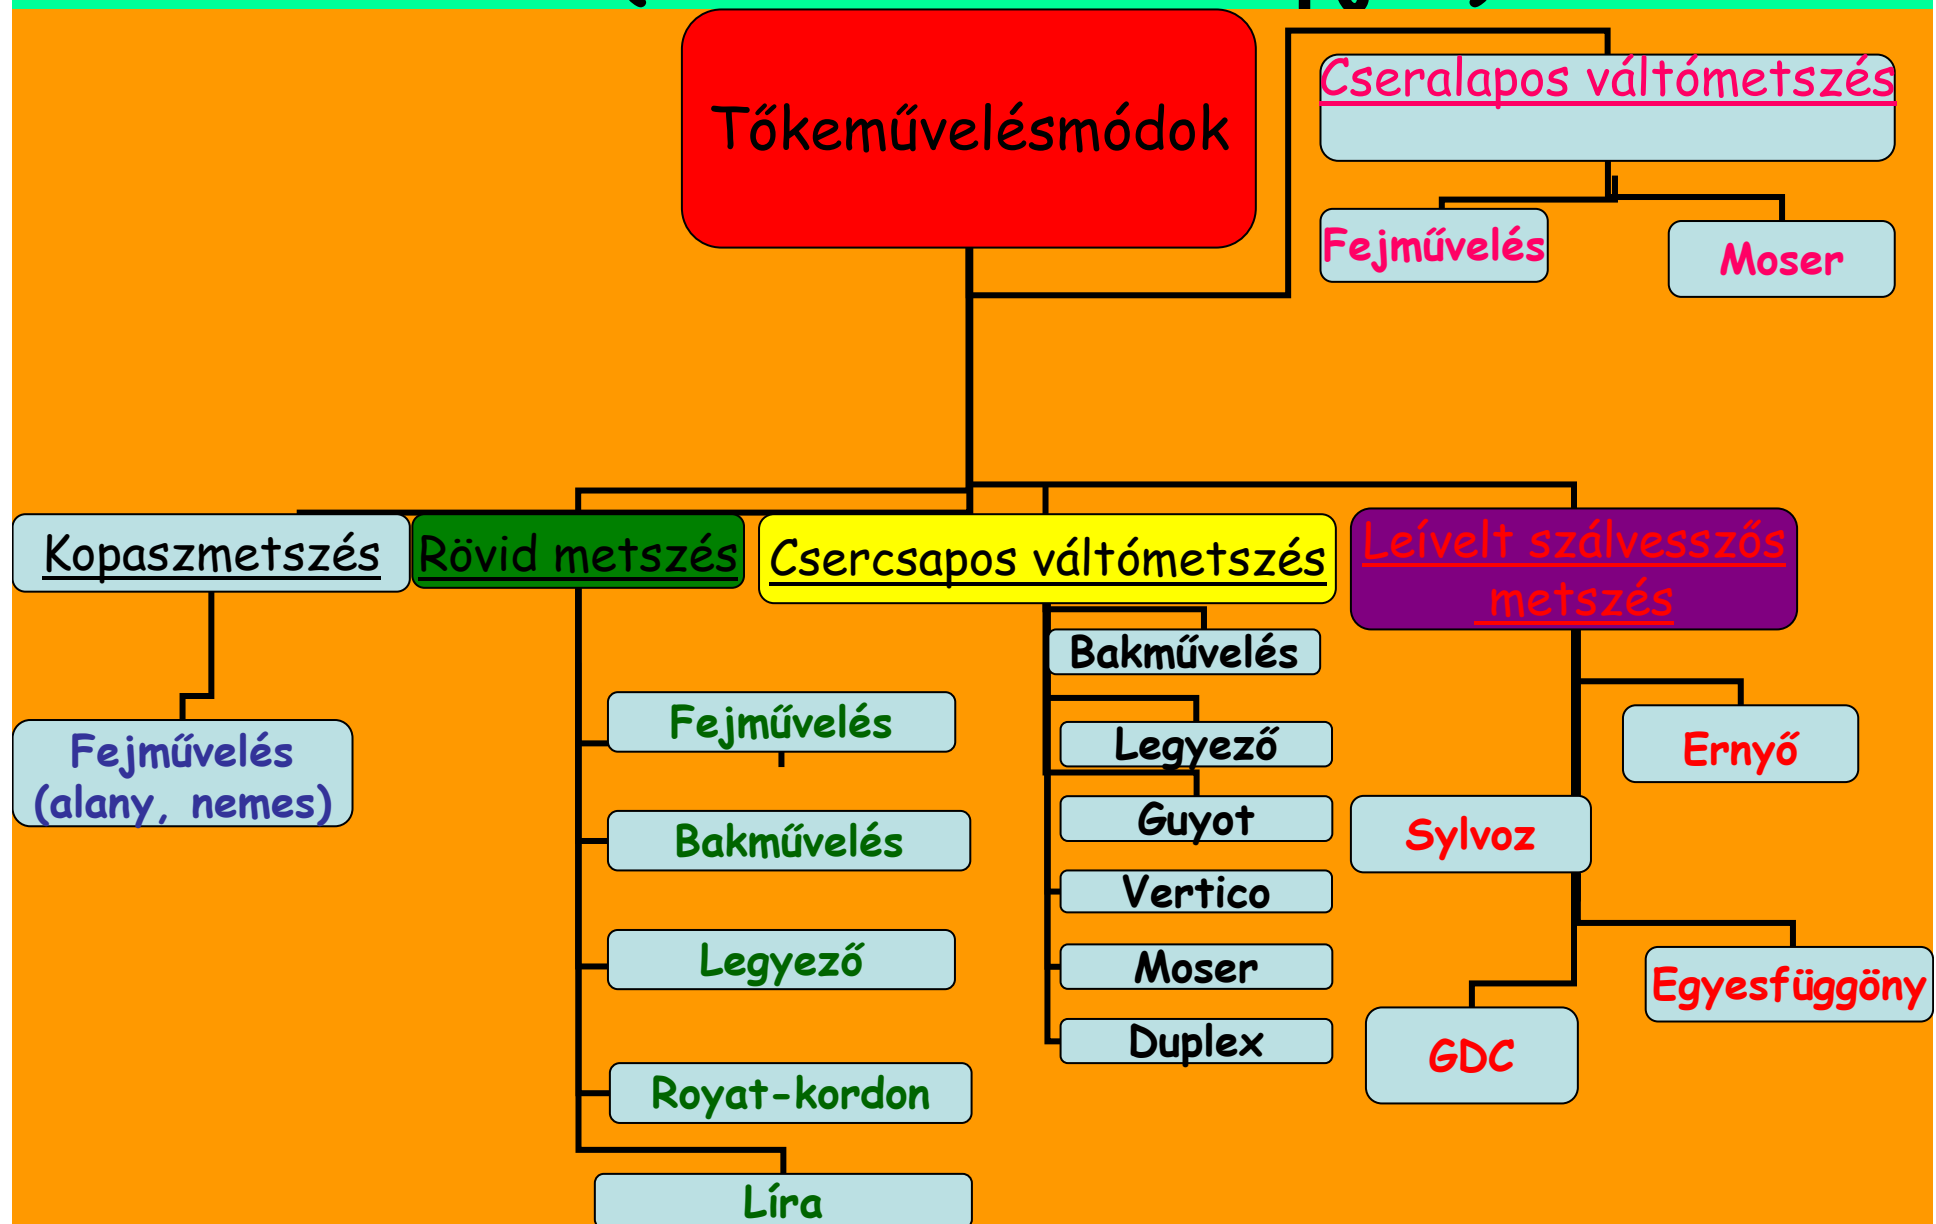 Tőkeművelésmódok
Cseralapos váltómetszés
Fejművelés
Moser
Kopaszmetszés
Rövid metszés
Csercsapos váltómetszés
Leívelt szálvesszős
metszés
Fejművelés
(alany, nemes)
Fejművelés
Bakművelés
Legyező
Royat-kordon
Líra
Bakművelés
Legyező
Guyot
Vertico
Moser
Duplex
Ernyő
Sylvoz
Egyesfüggöny
GDC